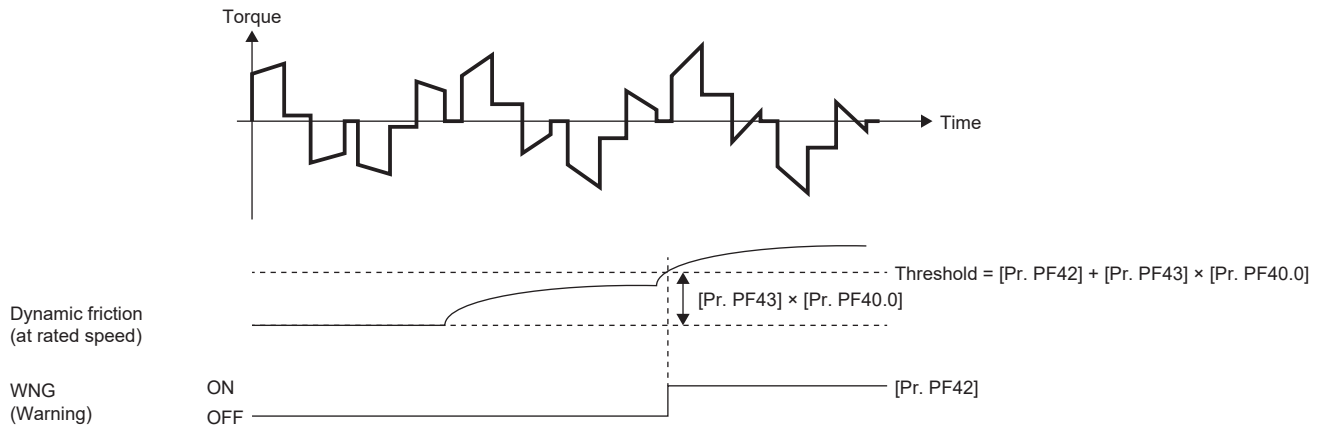 Torque
Time
Threshold = [Pr. PF42] + [Pr. PF43] × [Pr. PF40.0]
[Pr. PF43] × [Pr. PF40.0]
Dynamic friction
(at rated speed)
WNG
(Warning)
ON
OFF
[Pr. PF42]